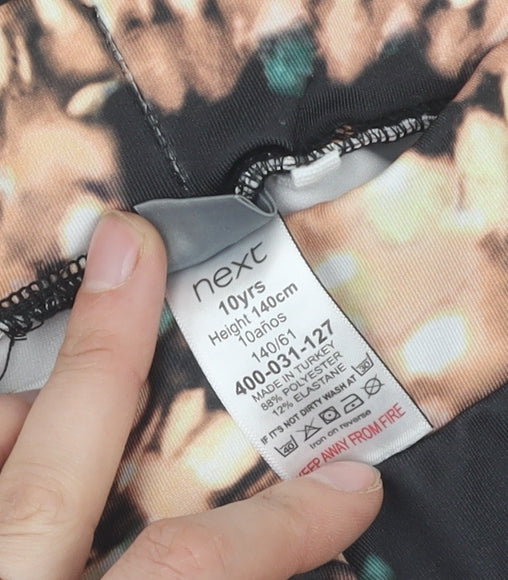 next
10yrs
Height 140cm
10años
140/61
400-031-127
MADE IN TURKEY
88% POLYESTER
12% ELASTANE
IF IT'S NOT DIRTY WASH AT 30
40
Iron on reverse
KEEP AWAY FROM FIRE